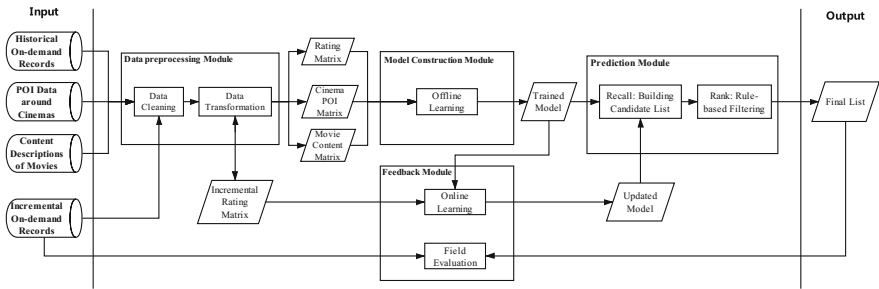 Input
Output
Historical
On-demand
Records
POI Data
around
Cinemas
Content
Descriptions
of Movies
Incremental
On-demand
Records
Data preprocessing Module
Data
Cleaning
Data
Transformation
Rating
Matrix
Cinema
POI
Matrix
Movie
Content
Matrix
Incremental
Rating
Matrix
Model Construction Module
Offline
Learning
Trained
Model
Feedback Module
Online
Learning
Field
Evaluation
Prediction Module
Recall: Building
Candidate List
Rank: Rule-
based Filtering
Updated
Model
Final List